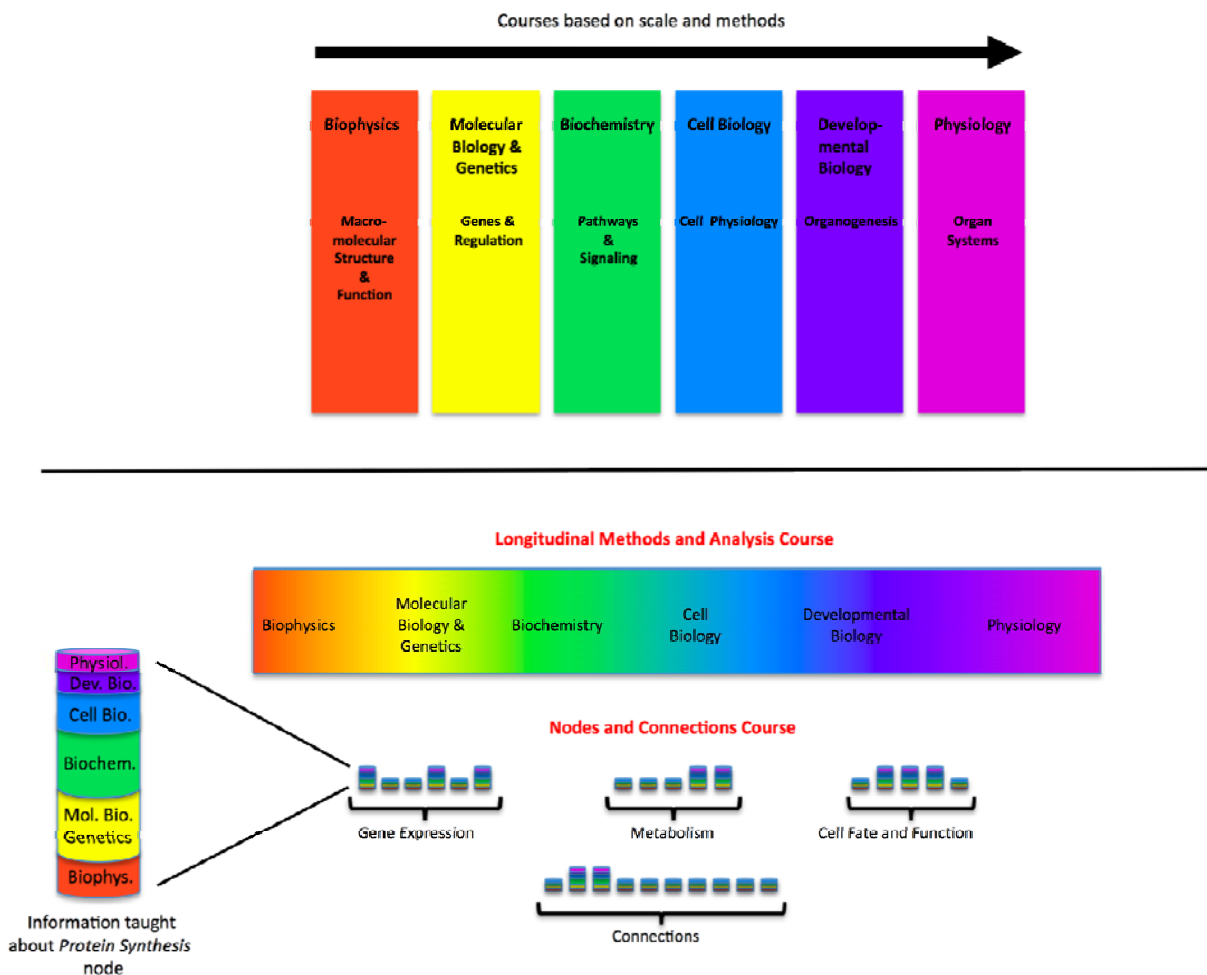 Courses based on scale and methods
Biophysics
Molecular
Biology &
Genetics
Biochemistry
Cell Biology
Develop-
mental
Biology
Physiology
Macro-
molecular
Structure
&
Function
Genes &
Regulation
Pathways
&
Signaling
Cell Physiology
Organogenesis
Organ
Systems
Longitudinal Methods and Analysis Course
Biophysics
Molecular
Biology &
Genetics
Biochemistry
Cell
Biology
Developmental
Biology
Physiology
Physiol.
Dev. Bio.
Cell Bio.
Biochem.
Mol. Bio.
Genetics
Biophys.
Information taught
about Protein Synthesis
node
Nodes and Connections Course
Gene Expression
Metabolism
Cell Fate and Function
Connections